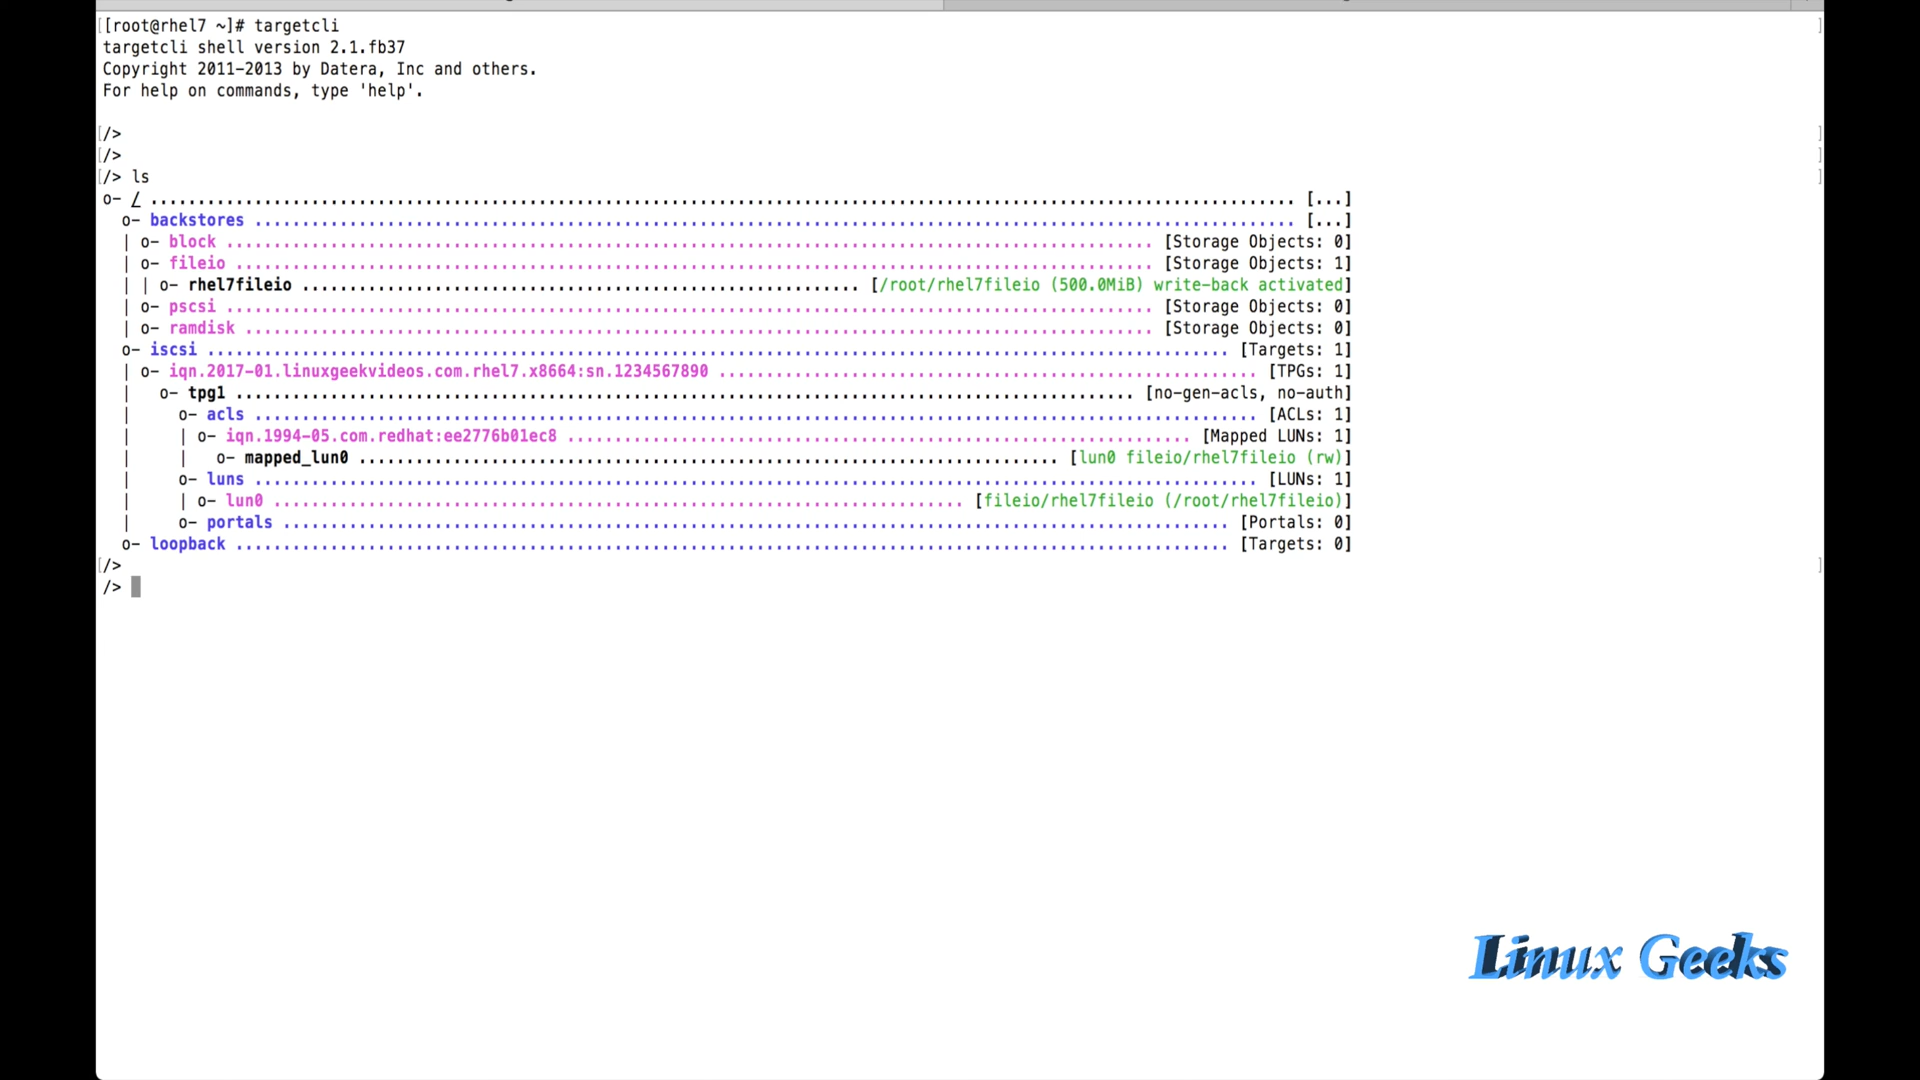 [[root@rhel7 ~]# targetcli ]
targetcli shell version 2.1.fb37
Copyright 2011-2013 by Datera, Inc and others.
For help on commands, type 'help'.
[/> ]
[/> ]
[/> ls ]
o- / ......................................................................................................................... [...]
o- backstores .............................................................................................................. [...]
| o- block .................................................................................................. [Storage Objects: 0]
| o- fileio ................................................................................................. [Storage Objects: 1]
| | o- rhel7fileio ........................................................... [/root/rhel7fileio (500.0MiB) write-back activated]
| o- pscsi .................................................................................................. [Storage Objects: 0]
| o- ramdisk ................................................................................................ [Storage Objects: 0]
o- iscsi ............................................................................................................ [Targets: 1]
| o- iqn.2017-01.linuxgeekvideos.com.rhel7.x8664:sn.1234567890 ......................................................... [TPGs: 1]
| o- tpg1 ............................................................................................... [no-gen-acls, no-auth]
| o- acls .......................................................................................................... [ACLs: 1]
| | o- iqn.1994-05.com.redhat:ee2776b01ec8 .................................................................. [Mapped LUNs: 1]
| | o- mapped_lun0 .......................................................................... [lun0 fileio/rhel7fileio (rw)]
| o- luns .......................................................................................................... [LUNs: 1]
| | o- lun0 ......................................................................... [fileio/rhel7fileio (/root/rhel7fileio)]
| o- portals .................................................................................................... [Portals: 0]
o- loopback ......................................................................................................... [Targets: 0]
[/> ]
/>
Linux Geeks